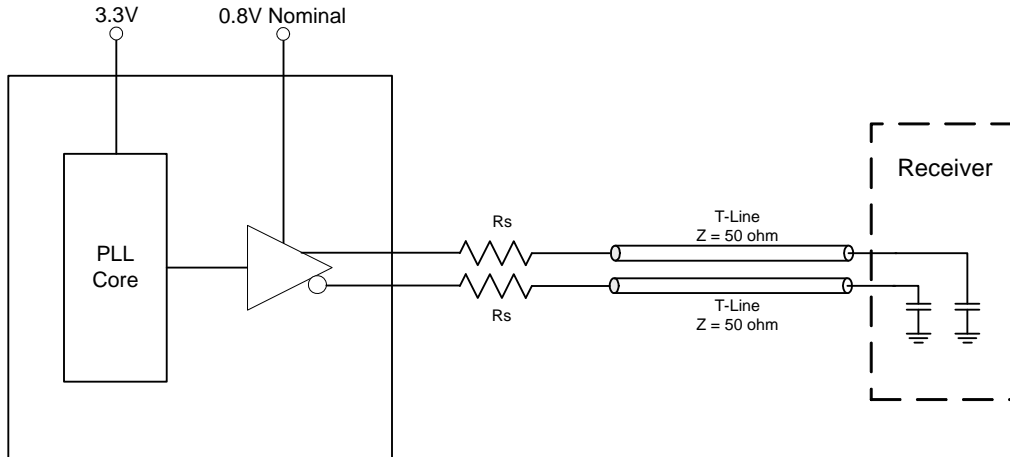 3.3V
0.8V Nominal
PLL
Core
Rs
Rs
T-Line
Z = 50 ohm
T-Line
Z = 50 ohm
Receiver